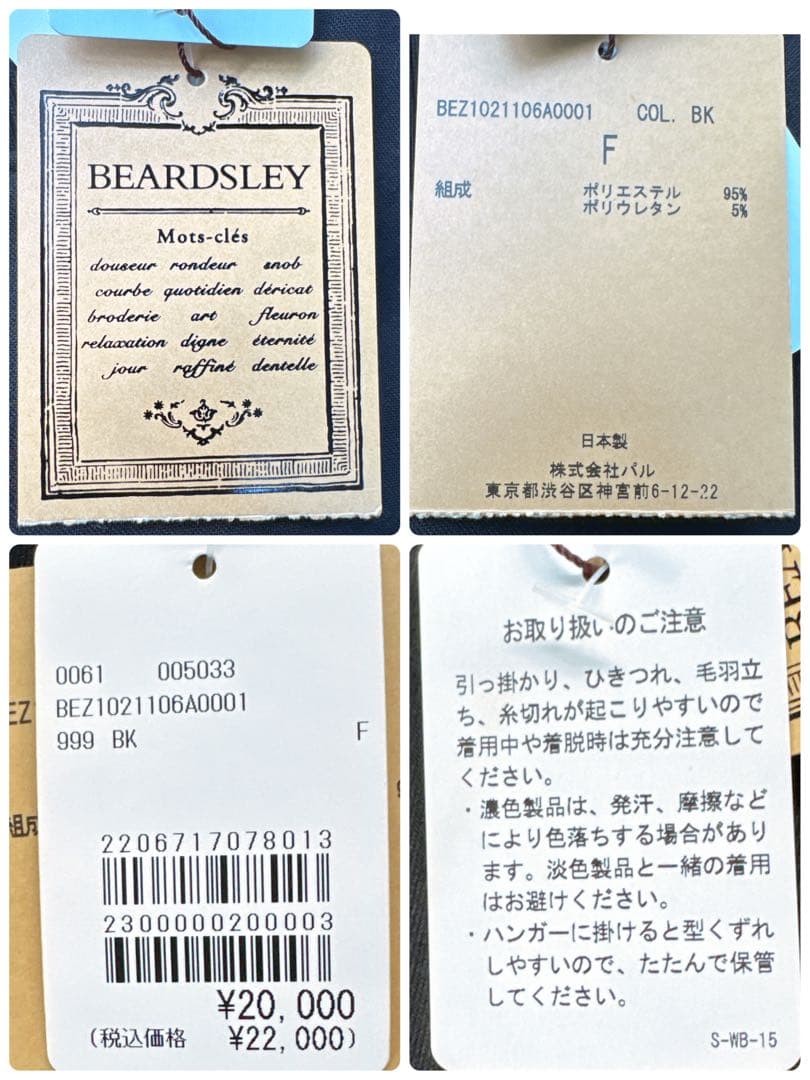 BEARDSLEY
Mots-clés
douseur rondeur snob
courbe quotidien déricat
broderie art fleuron
relaxation digne éternité
jour raffiné dentelle
BEZ1021106A0001 COL. BK
F
組成 ポリエステル 95%
ポリウレタン 5%
日本製
株式会社パル
東京都渋谷区神宮前6-12-22
0061 005033
BEZ1021106A0001
999 BK F
2206717078013
2300000200003
¥20,000
(税込価格 ¥22,000)
EZ
組成
お取り扱いのご注意
引っ掛かり、ひきつれ、毛羽立
ち、糸切れが起こりやすいので
着用中や着脱時は充分注意して
ください。
・濃色製品は、発汗、摩擦など
により色落ちする場合があり
ます。淡色製品と一緒の着用
はお避けください。
・ハンガーに掛けると型くずれ
しやすいので、たたんで保管
してください。
S-WB-15